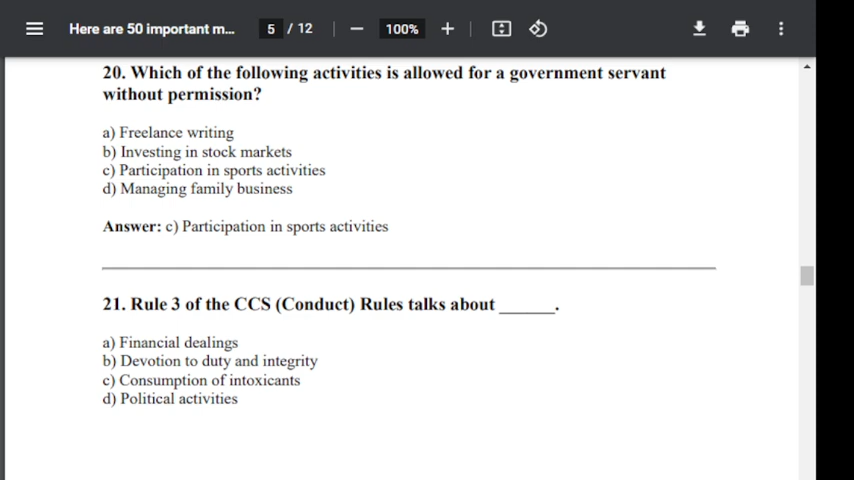 Here are 50 important m... 5 / 12 100%
20. Which of the following activities is allowed for a government servant
without permission?
a) Freelance writing
b) Investing in stock markets
c) Participation in sports activities
d) Managing family business
Answer: c) Participation in sports activities
21. Rule 3 of the CCS (Conduct) Rules talks about ______.
a) Financial dealings
b) Devotion to duty and integrity
c) Consumption of intoxicants
d) Political activities